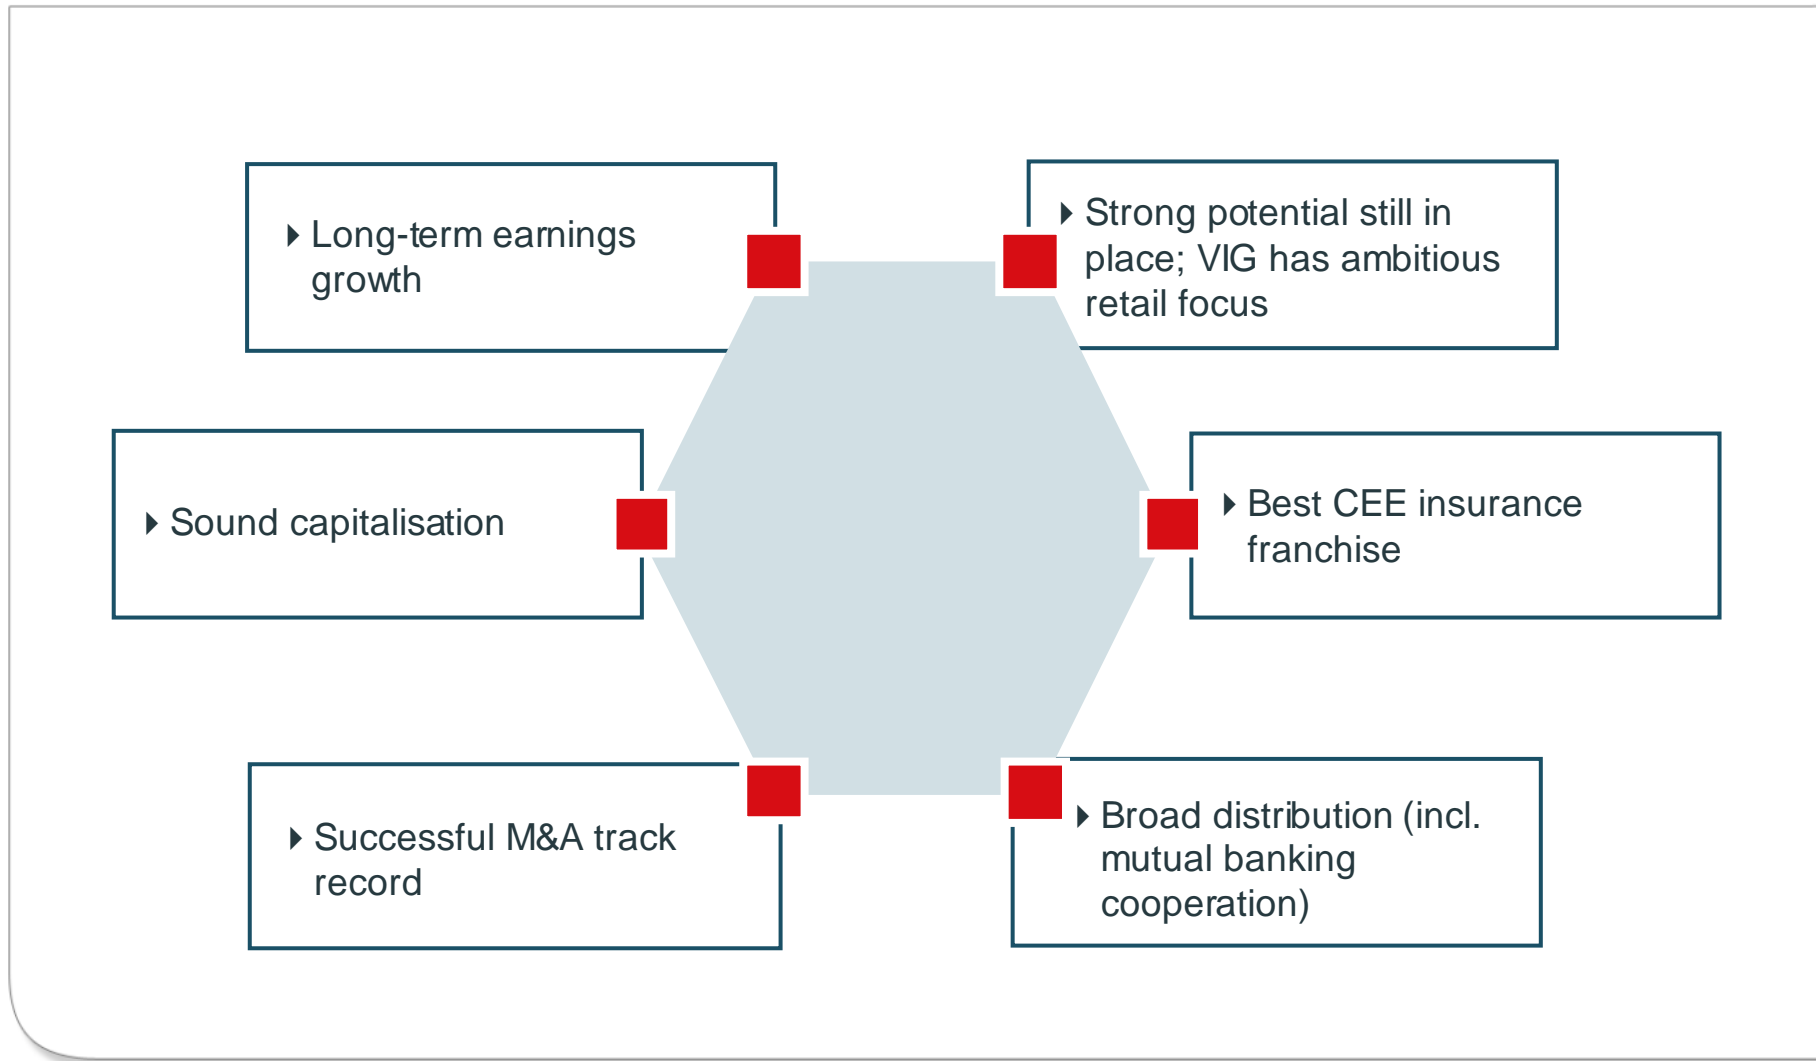 Long-term earnings
growth
Strong potential still in
place; VIG has ambitious
retail focus
Sound capitalisation
Best CEE insurance
franchise
Successful M&A track
record
Broad distribution (incl.
mutual banking
cooperation)